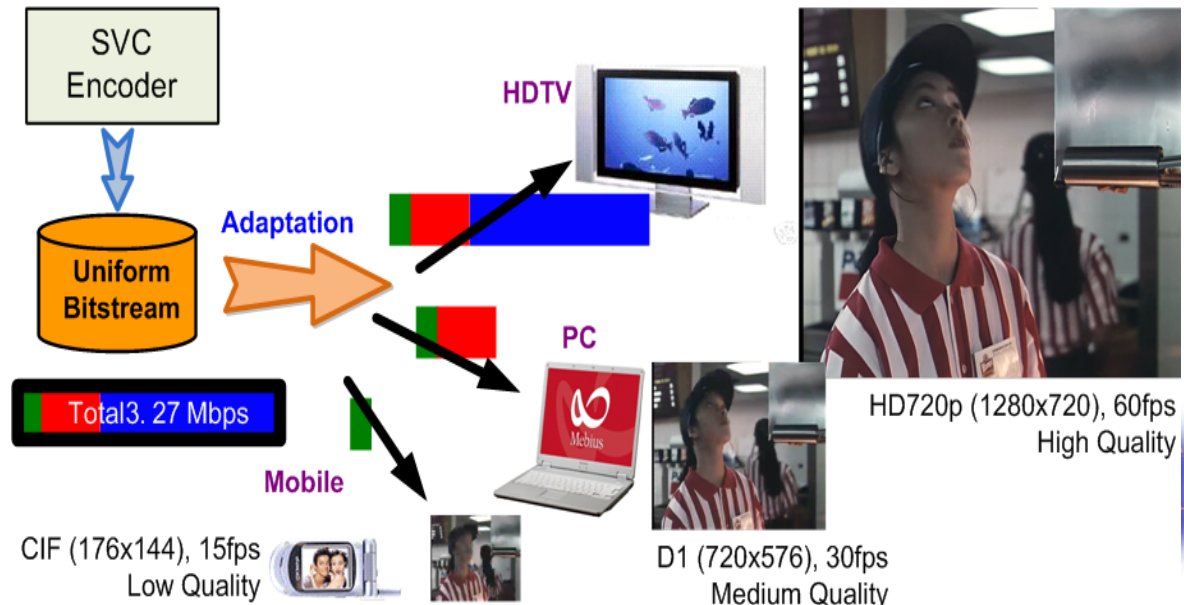 SVC
Encoder
HDTV
Adaptation
Uniform
Bitstream
PC
Mebius
Total3. 27 Mbps
HD720p (1280x720), 60fps
High Quality
Mobile
CIF (176x144), 15fps
Low Quality
D1 (720x576), 30fps
Medium Quality